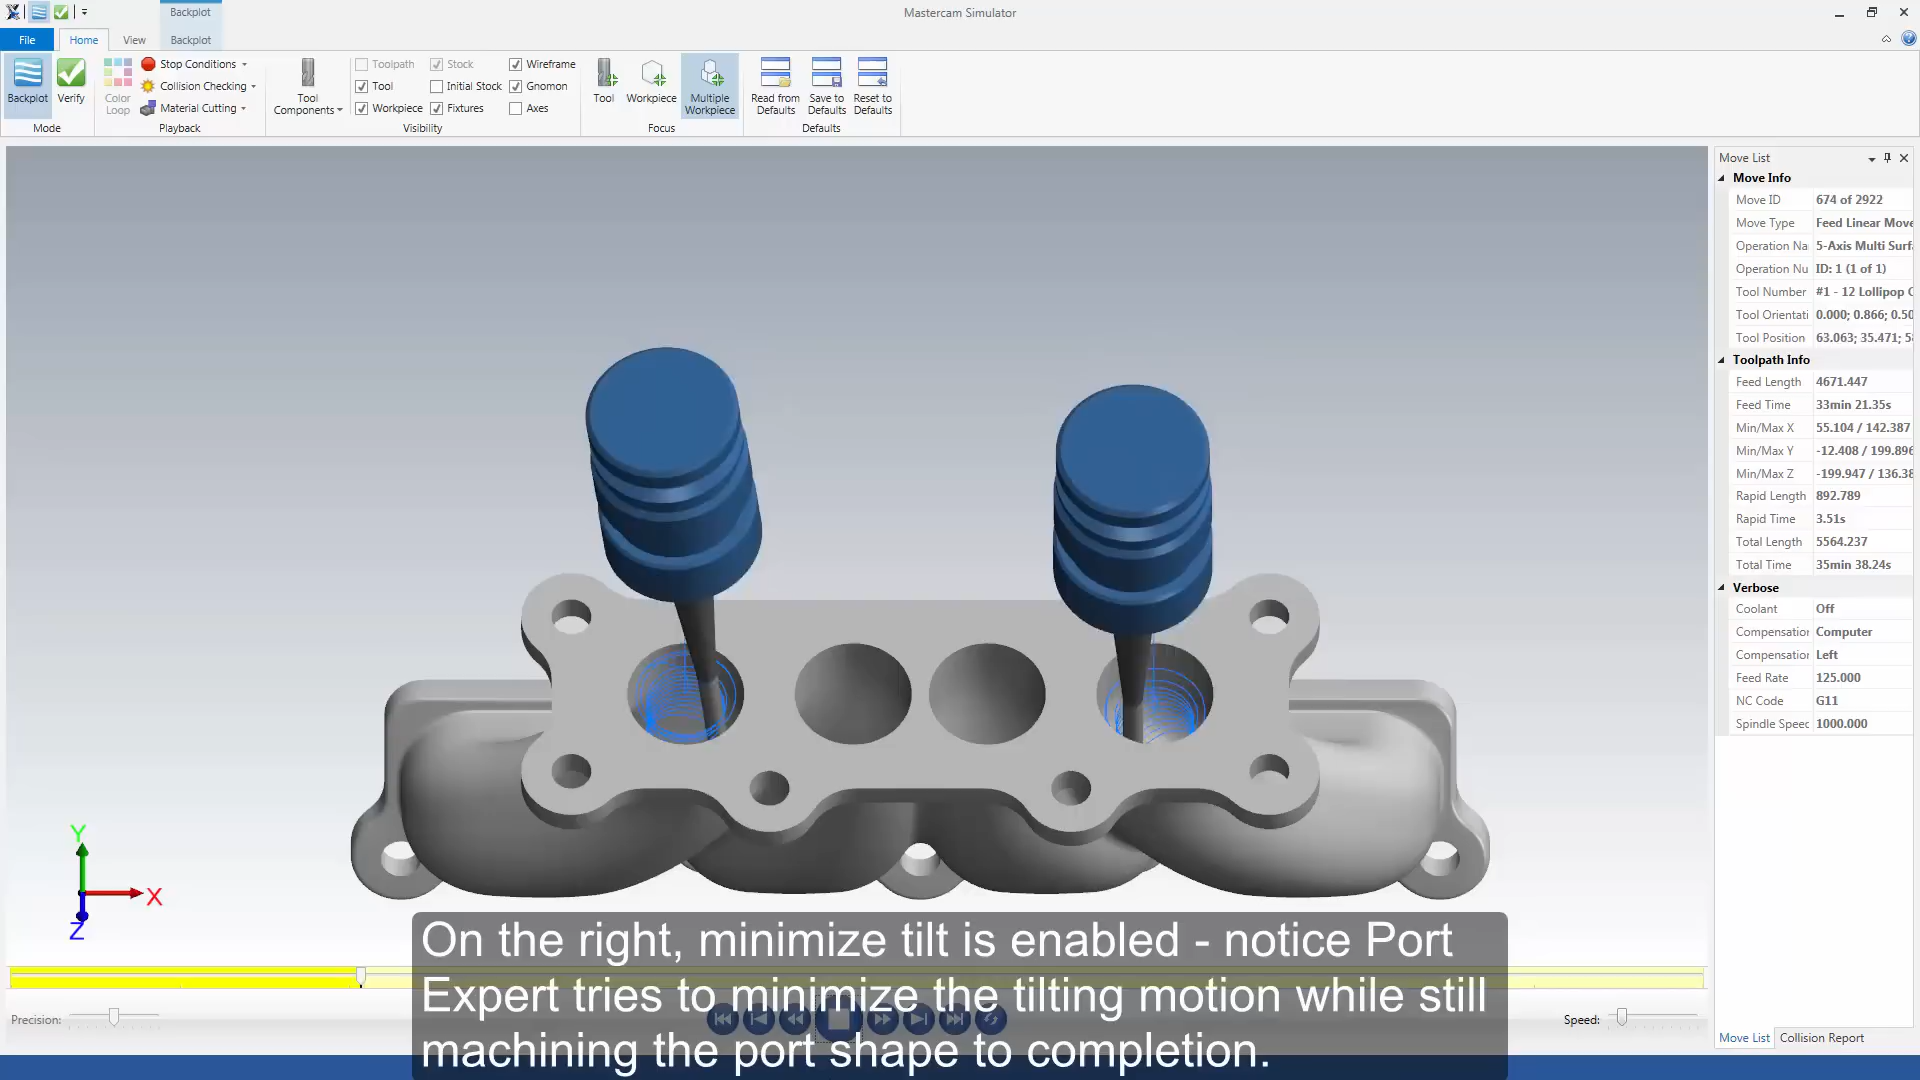 Backplot
Mastercam Simulator
File
Home
View
Backplot
Backplot
Verify
Mode
Color Loop
Stop Conditions
Collision Checking
Material Cutting
Playback
Tool Components
Toolpath
Stock
Wireframe
Tool
Initial Stock
Gnomon
Workpiece
Fixtures
Axes
Visibility
Tool
Workpiece
Multiple Workpiece
Focus
Read from Defaults
Save to Defaults
Reset to Defaults
Defaults
Move List
Move Info
Move ID 674 of 2922
Move Type Feed Linear Move
Operation Na 5-Axis Multi Surf
Operation Nu ID: 1 (1 of 1)
Tool Number #1 - 12 Lollipop C
Tool Orientati 0.000; 0.866; 0.50
Tool Position 63.063; 35.471; 5
Toolpath Info
Feed Length 4671.447
Feed Time 33min 21.35s
Min/Max X 55.104 / 142.387
Min/Max Y -12.408 / 199.896
Min/Max Z -199.947 / 136.38
Rapid Length 892.789
Rapid Time 3.51s
Total Length 5564.237
Total Time 35min 38.24s
Verbose
Coolant Off
Compensation Computer
Compensation Left
Feed Rate 125.000
NC Code G11
Spindle Speed 1000.000
Y
X
Z
On the right, minimize tilt is enabled - notice Port
Expert tries to minimize the tilting motion while still
machining the port shape to completion.
Precision:
Speed:
Move List
Collision Report